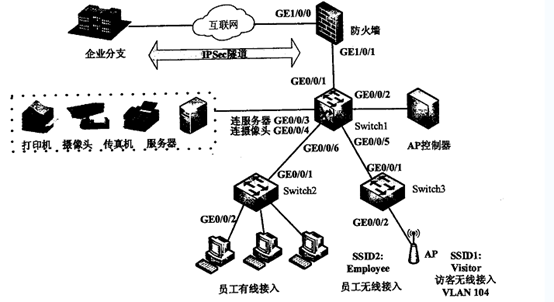 GE1/0/0
互联网
防火墙
企业分支
IPSec隧道
GE1/0/1
GE0/0/1
GE0/0/2
连服务器 GE0/0/3
连摄像头 GE0/0/4
Switch1
AP控制器
打印机 摄像头 传真机 服务器
GE0/0/6
GE0/0/5
GE0/0/1
Switch2
GE0/0/1
Switch3
GE0/0/2
GE0/0/2
AP
SSID2:
Employee
员工无线接入
SSID1:
Visitor
访客无线接入
VLAN 104
员工有线接入